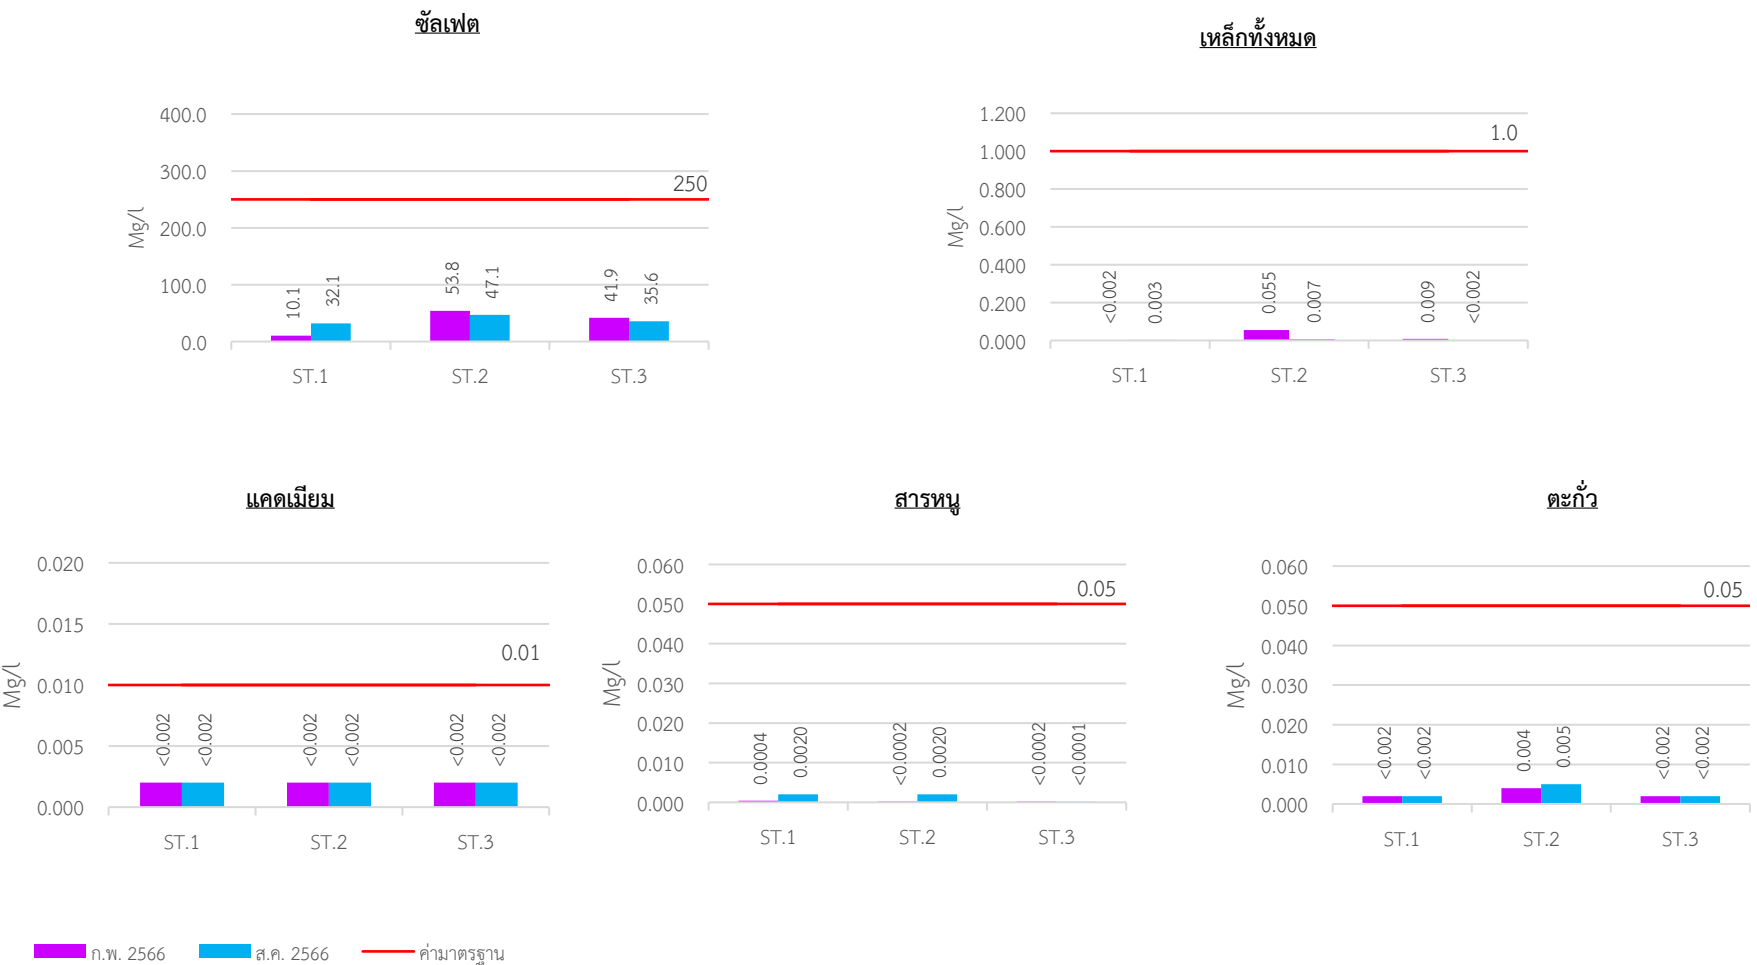 ซัลเฟต
400.0
300.0
200.0
100.0
0.0
Mg/l
250
10.1
32.1
53.8
47.1
41.9
35.6
ST.1
ST.2
ST.3
เหล็กทั้งหมด
1.200
1.000
0.800
0.600
0.400
0.200
0.000
Mg/l
1.0
<0.002
0.003
0.055
0.007
0.009
<0.002
ST.1
ST.2
ST.3
แคดเมียม
0.020
0.015
0.010
0.005
0.000
Mg/l
0.01
<0.002
<0.002
<0.002
<0.002
<0.002
<0.002
ST.1
ST.2
ST.3
สารหนู
0.060
0.050
0.040
0.030
0.020
0.010
0.000
Mg/l
0.05
0.0004
0.0020
<0.0002
0.0020
<0.0002
<0.0001
ST.1
ST.2
ST.3
ตะกั่ว
0.060
0.050
0.040
0.030
0.020
0.010
0.000
Mg/l
0.05
<0.002
<0.002
0.004
0.005
<0.002
<0.002
ST.1
ST.2
ST.3
ก.พ. 2566
ส.ค. 2566
ค่ามาตรฐาน